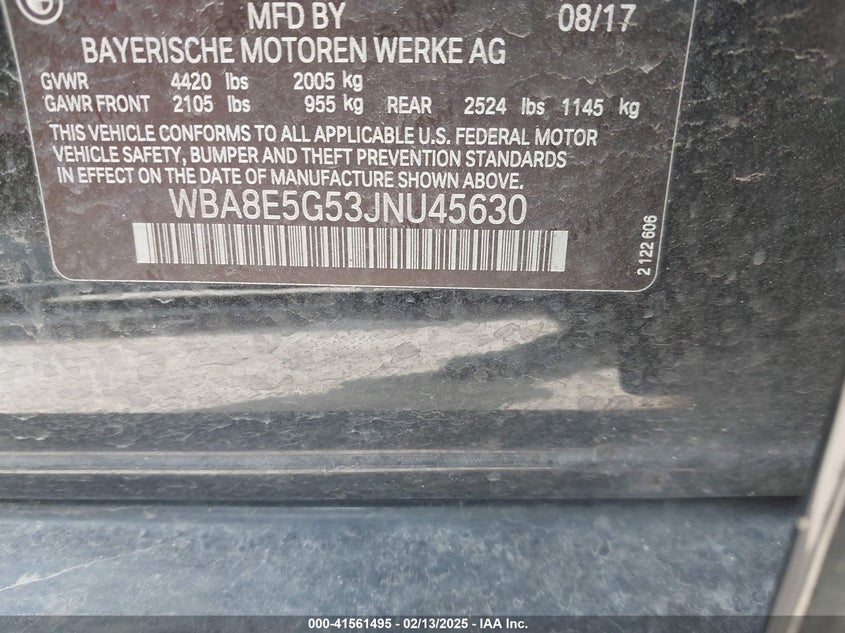 MFD BY 08/17
BAYERISCHE MOTOREN WERKE AG
GVWR 4420 lbs 2005 kg
GAWR FRONT 2105 lbs 955 kg REAR 2524 lbs 1145 kg
THIS VEHICLE CONFORMS TO ALL APPLICABLE U.S. FEDERAL MOTOR
VEHICLE SAFETY, BUMPER AND THEFT PREVENTION STANDARDS
IN EFFECT ON THE DATE OF MANUFACTURE SHOWN ABOVE.
WBA8E5G53JNU45630
2 122 606
000-41561495 — 02/13/2025 — IAA Inc.